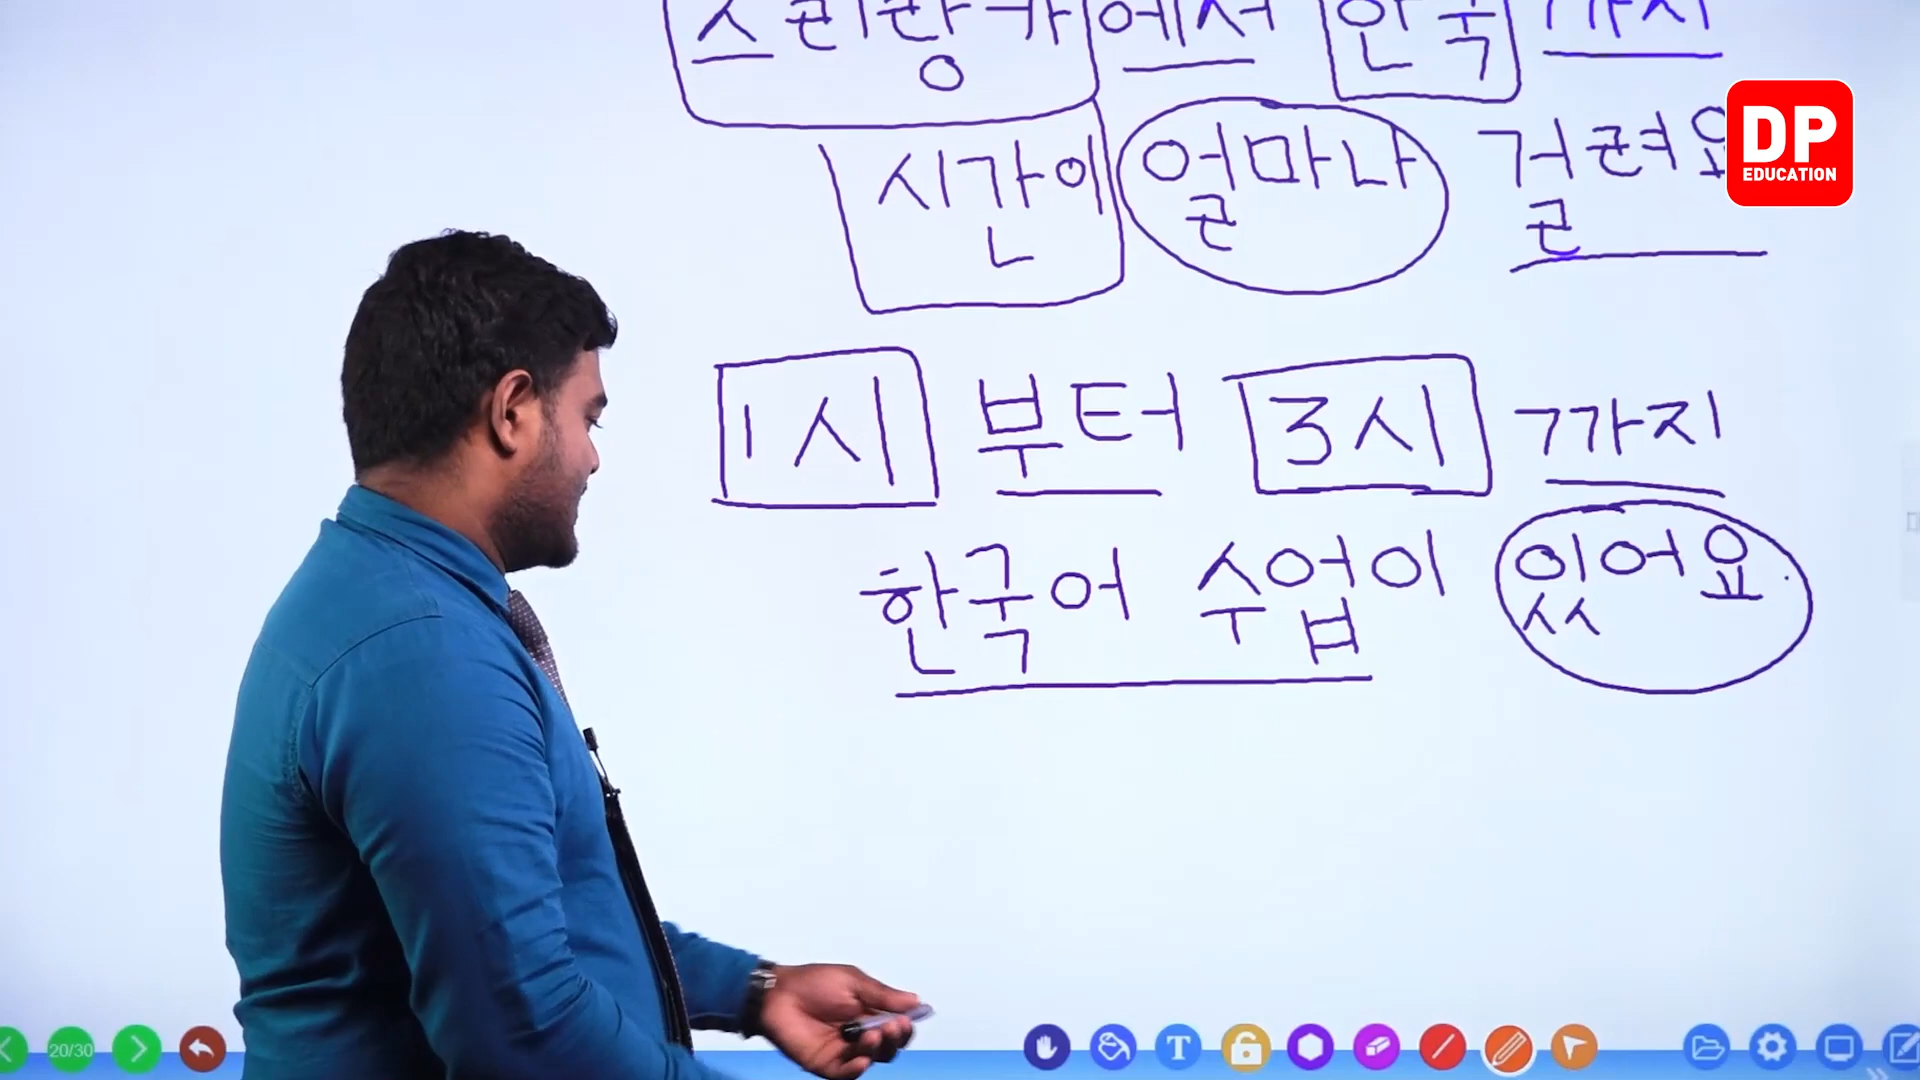 스리랑카에서 한국까지
시간이 얼마나 걸려요
1시부터 3시까지
한국어 수업이 있어요
DP
EDUCATION
20/30
T